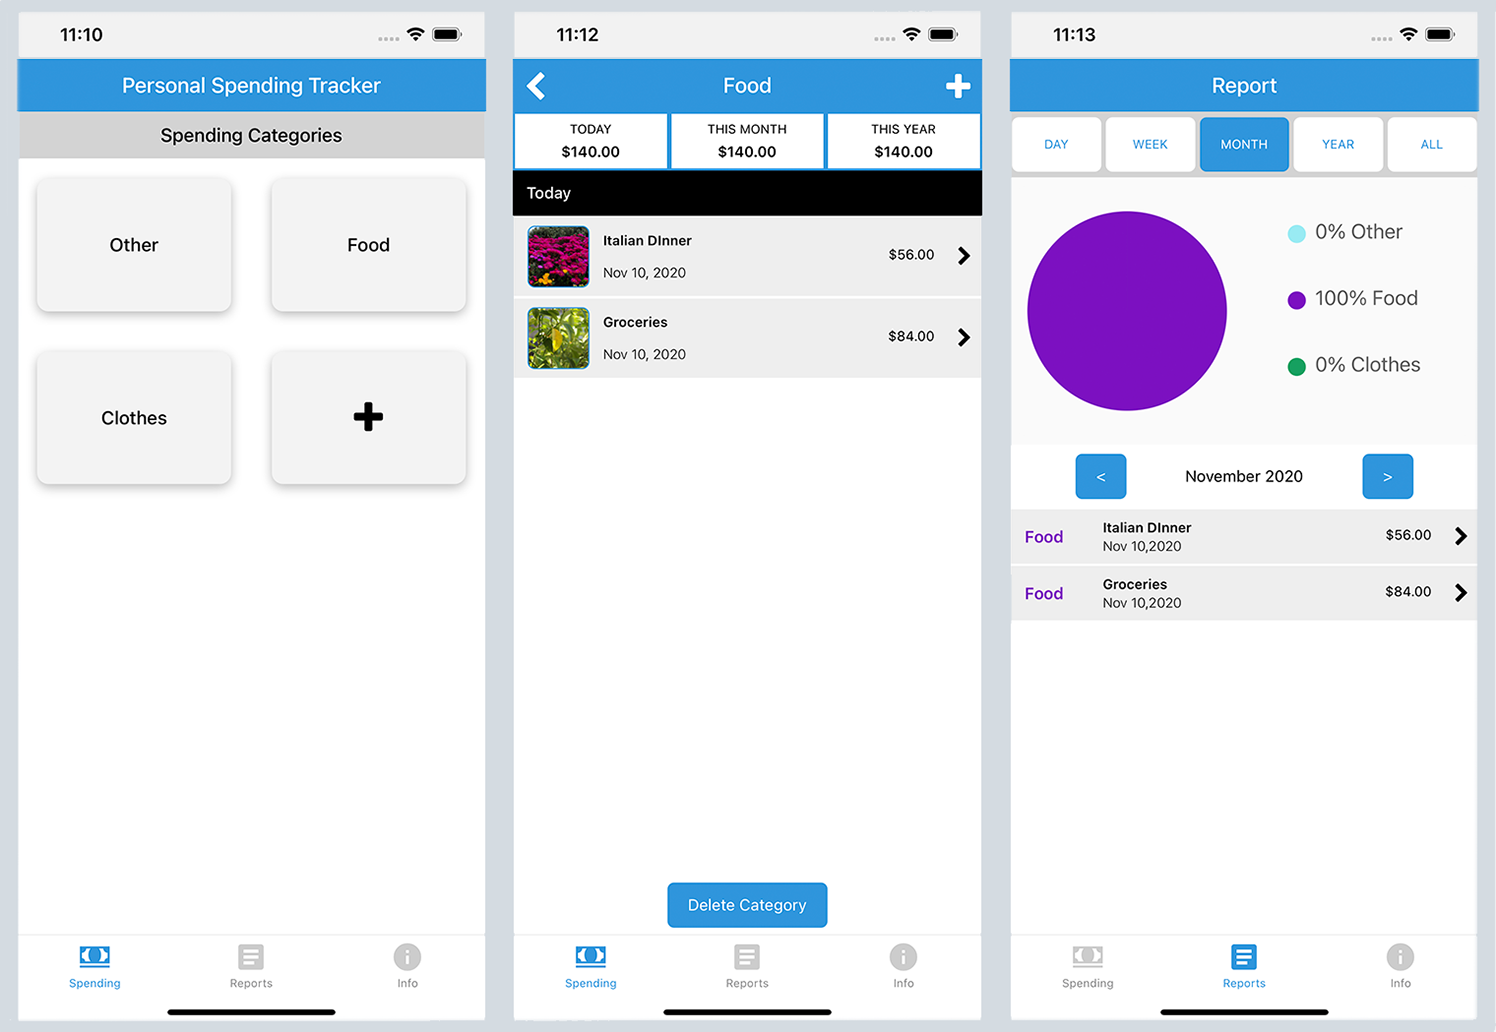 11:10
Personal Spending Tracker
Spending Categories
Other
Food
Clothes
Spending
Reports
Info
11:12
Food
TODAY
$140.00
THIS MONTH
$140.00
THIS YEAR
$140.00
Today
Italian DInner
Nov 10, 2020
$56.00
Groceries
Nov 10, 2020
$84.00
Delete Category
Spending
Reports
Info
11:13
Report
DAY
WEEK
MONTH
YEAR
ALL
0% Other
100% Food
0% Clothes
<
November 2020
>
Food
Italian DInner
Nov 10,2020
$56.00
Food
Groceries
Nov 10,2020
$84.00
Spending
Reports
Info